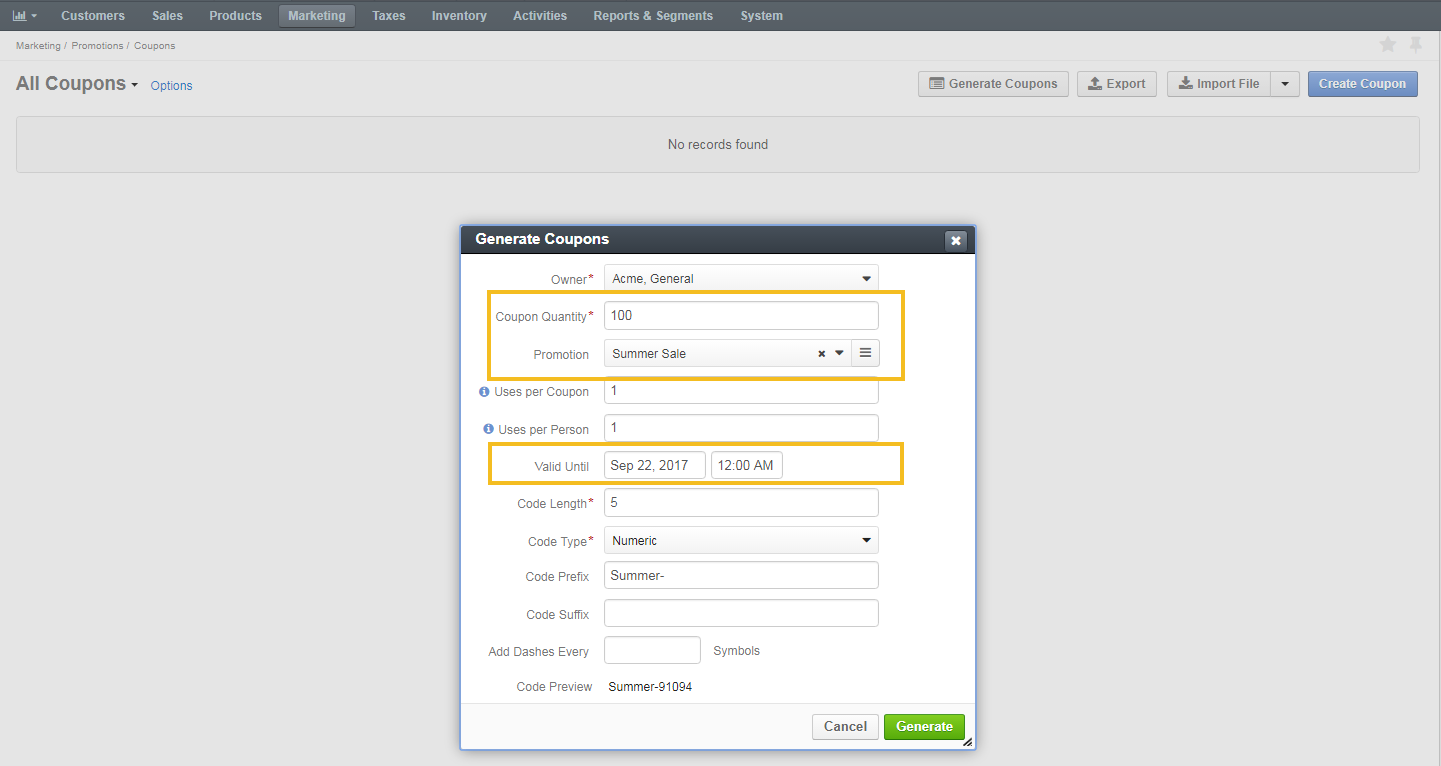 Customers Sales Products Marketing Taxes Inventory Activities Reports & Segments System
Marketing / Promotions / Coupons
All Coupons Options Generate Coupons Export Import File Create Coupon
No records found
Generate Coupons
Owner* Acme, General
Coupon Quantity* 100
Promotion Summer Sale
Uses per Coupon 1
Uses per Person 1
Valid Until Sep 22, 2017 12:00 AM
Code Length* 5
Code Type* Numeric
Code Prefix Summer-
Code Suffix
Add Dashes Every Symbols
Code Preview Summer-91094
Cancel Generate